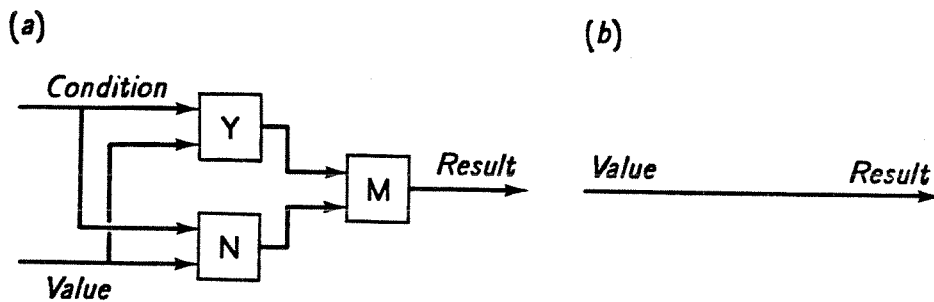 (a)
Condition
Y
Result
M
N
Value
(b)
Value
Result